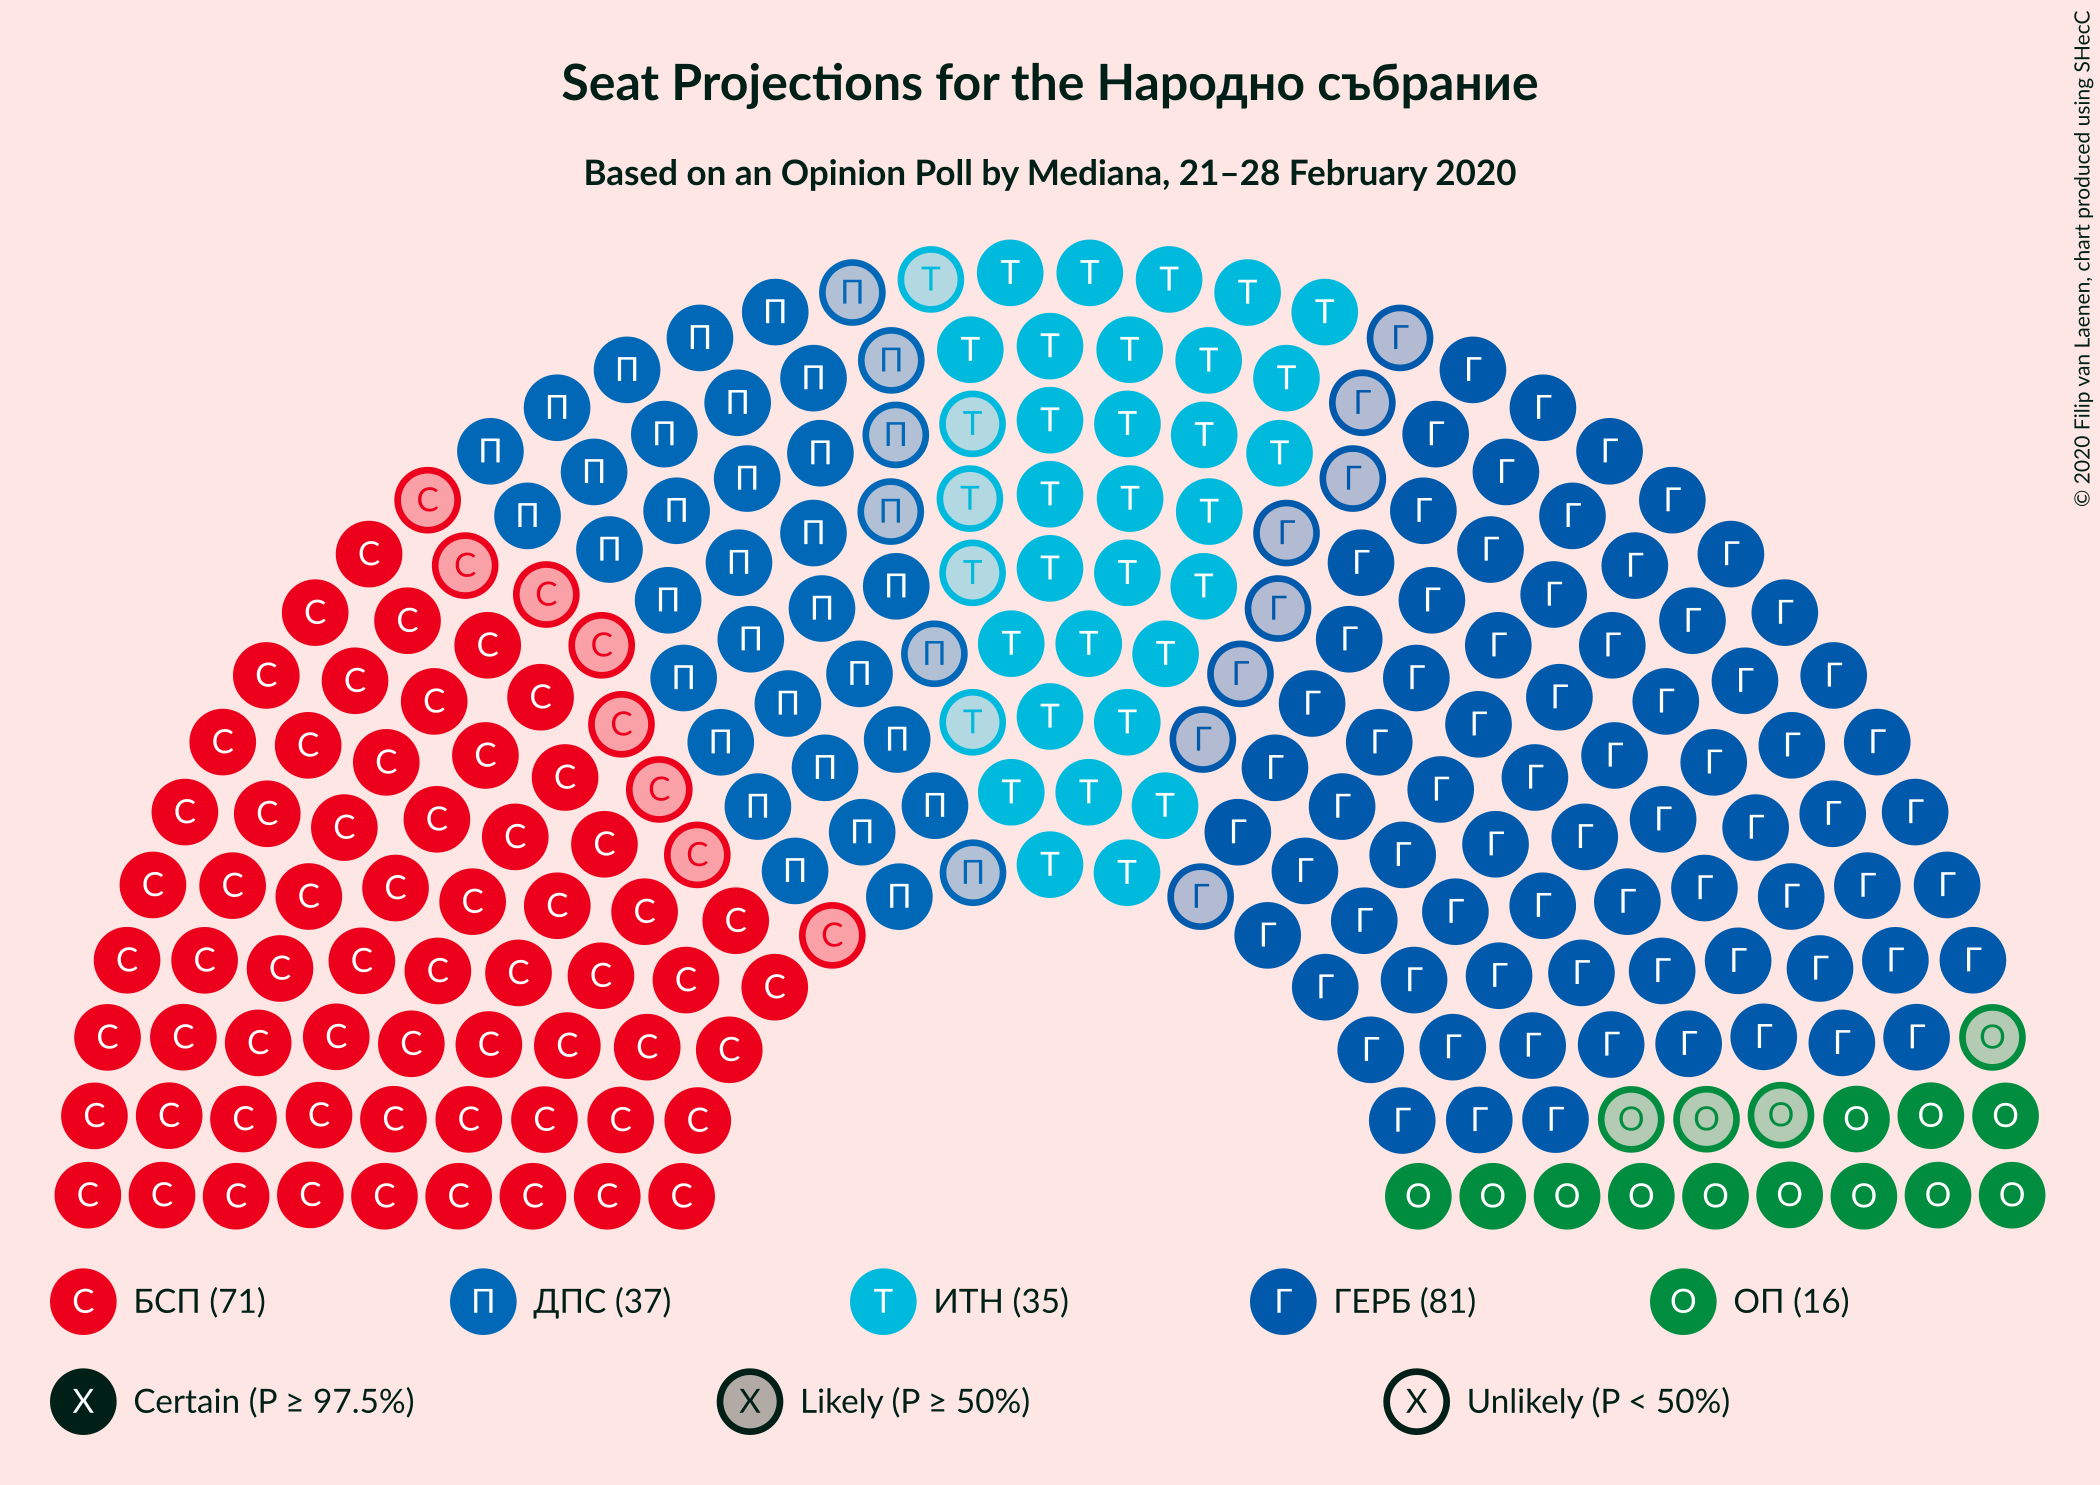 Seat Projections for the Народно събрание
Based on an Opinion Poll by Mediana, 21–28 February 2020
© 2020 Filip van Laenen, chart produced using SHecC
С БСП (71) П ДПС (37) Т ИТН (35) Г ГЕРБ (81) О ОП (16)
X Certain (P ≥ 97.5%) X Likely (P ≥ 50%) X Unlikely (P < 50%)